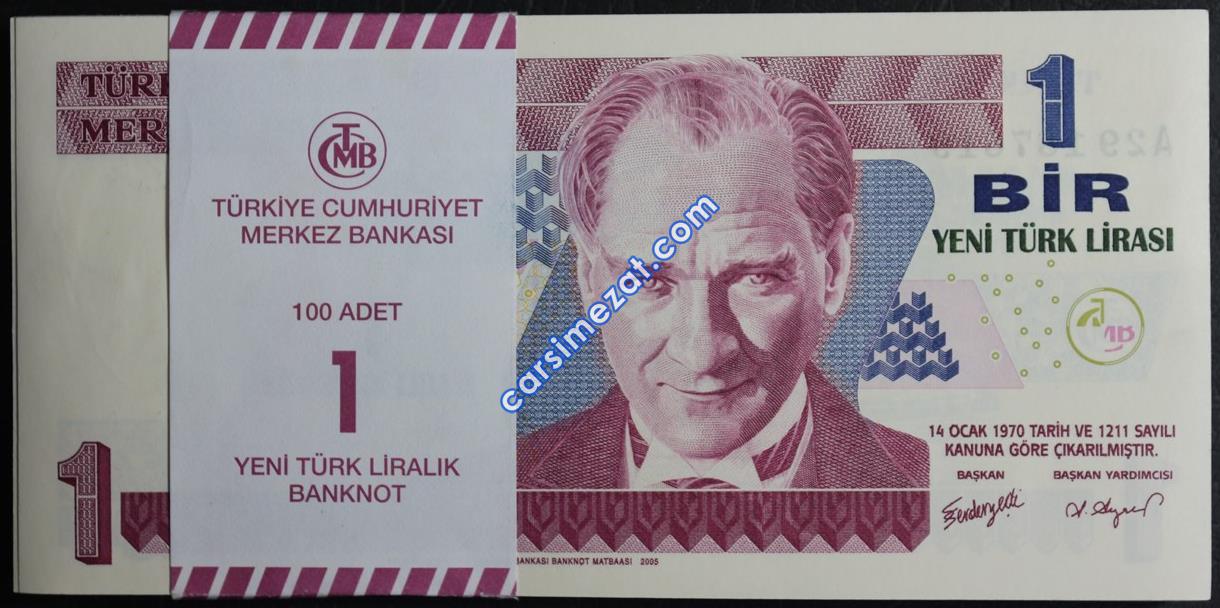 TÜRK
MER
TCMB
TÜRKİYE CUMHURİYET
MERKEZ BANKASI
100 ADET
1
YENİ TÜRK LİRALIK
BANKNOT
1
1
BİR
YENİ TÜRK LİRASI
14 OCAK 1970 TARİH VE 1211 SAYILI
KANUNA GÖRE ÇIKARILMIŞTIR.
BAŞKAN BAŞKAN YARDIMCISI
BANKASI BANKNOT MATBAASI 2005
carsimezat.com